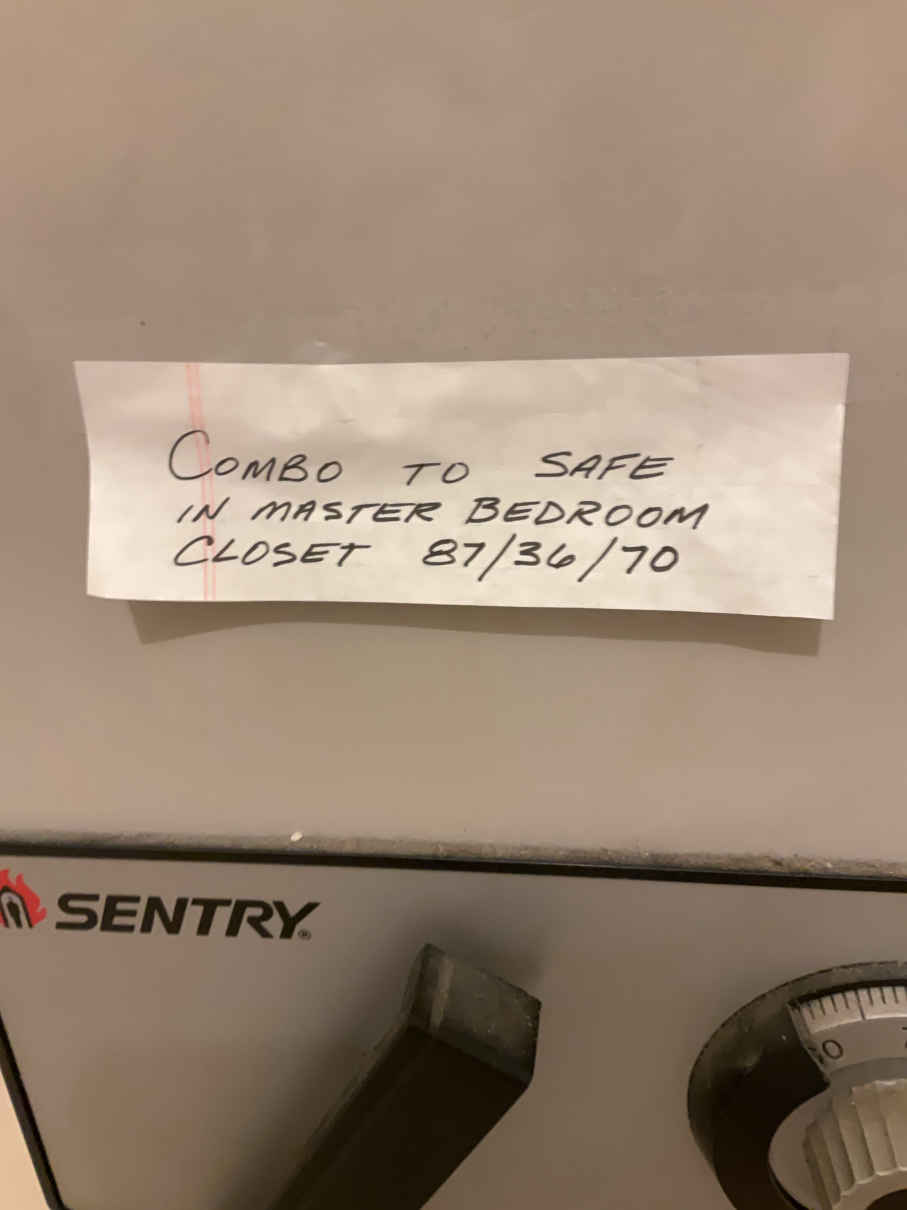 COMBO TO SAFE
IN MASTER BEDROOM
CLOSET 87/36/70
SENTRY®